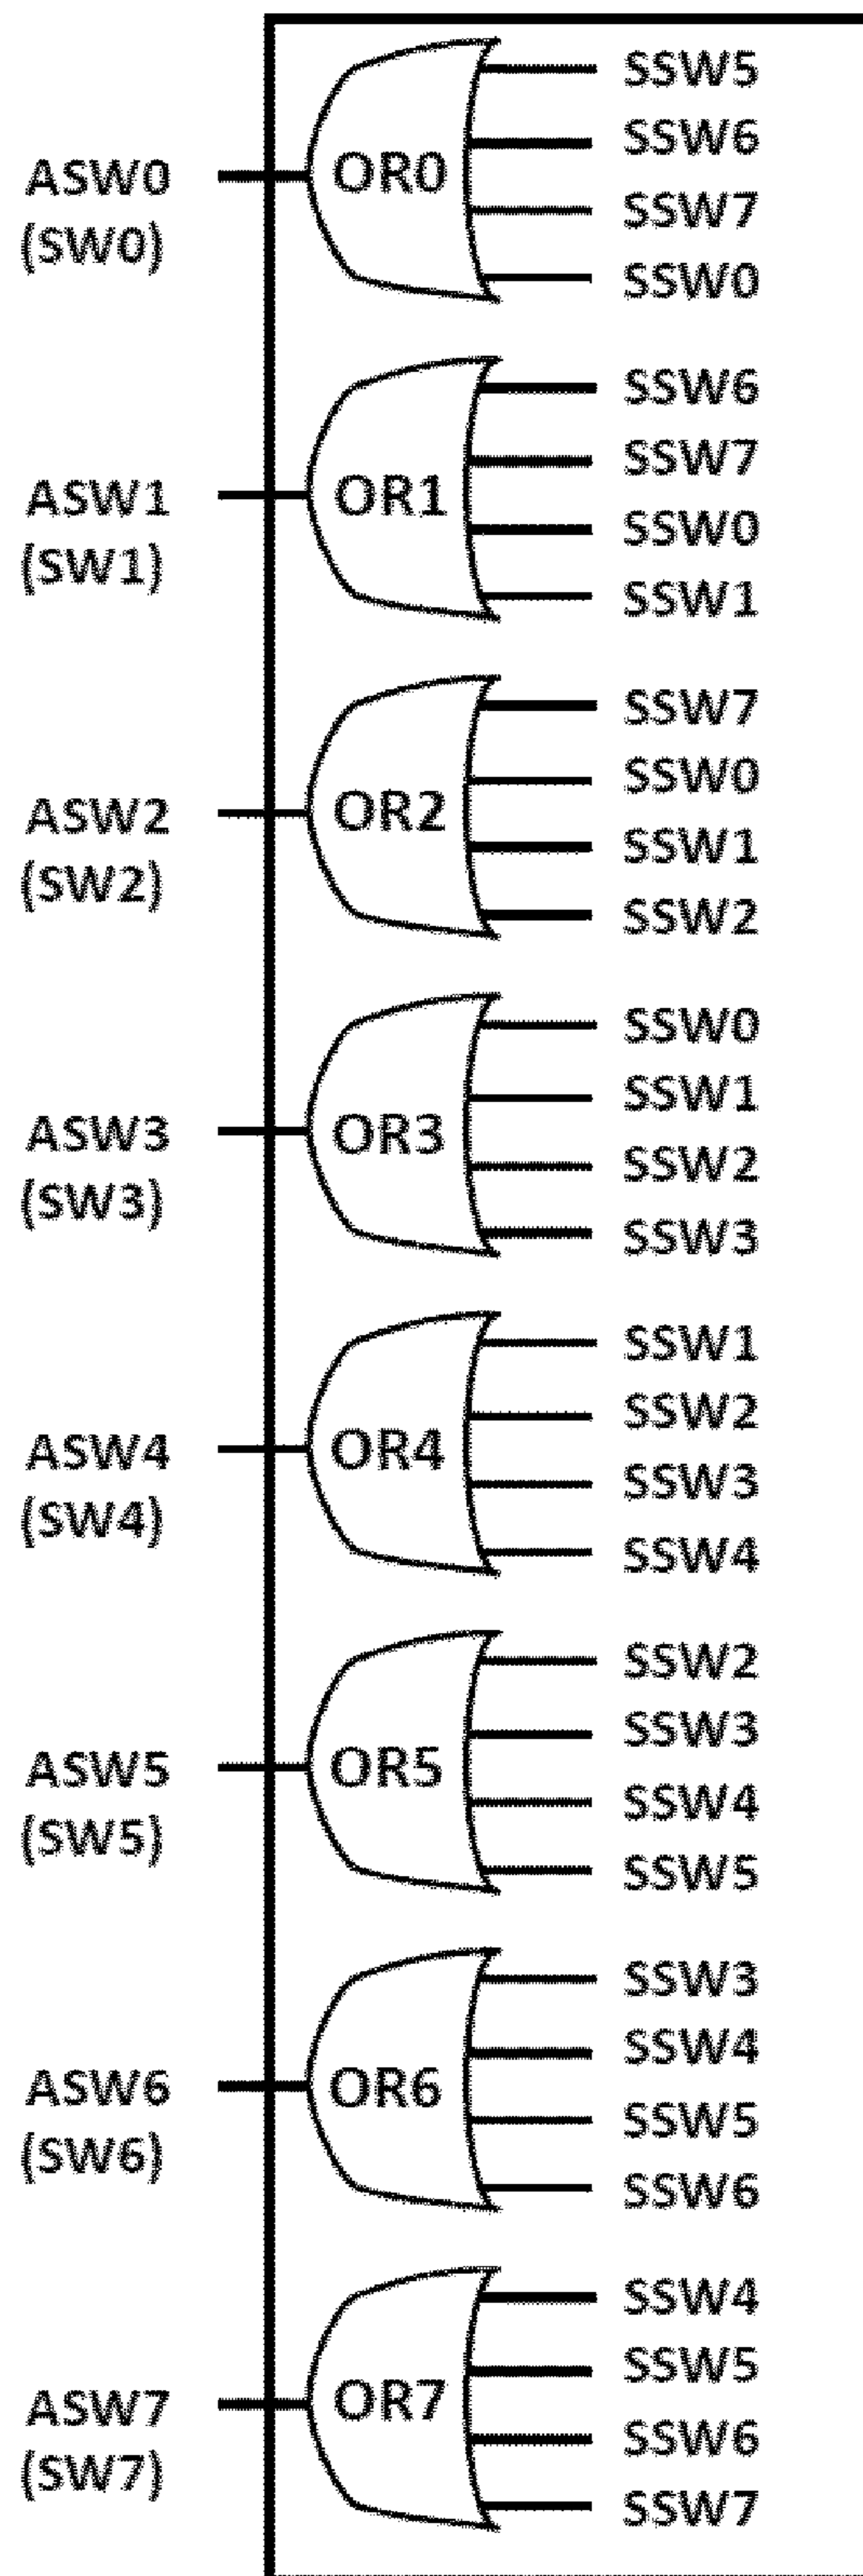 SSW5
SSW6
ASW0 OR0
SSW7
(SW0)
SSW0
SSW6
SSW7
ASW1 OR1
SSW0
(SW1)
SSW1
SSW7
SSW0
ASW2 OR2
SSW1
(SW2)
SSW2
SSW0
SSW1
ASW3 OR3
SSW2
(SW3)
SSW3
SSW1
SSW2
ASW4 OR4
SSW3
(SW4)
SSW4
SSW2
SSW3
ASW5 OR5
SSW4
(SW5)
SSW5
SSW3
SSW4
ASW6 OR6
SSW5
(SW6)
SSW6
SSW4
SSW5
ASW7 OR7
SSW6
(SW7)
SSW7